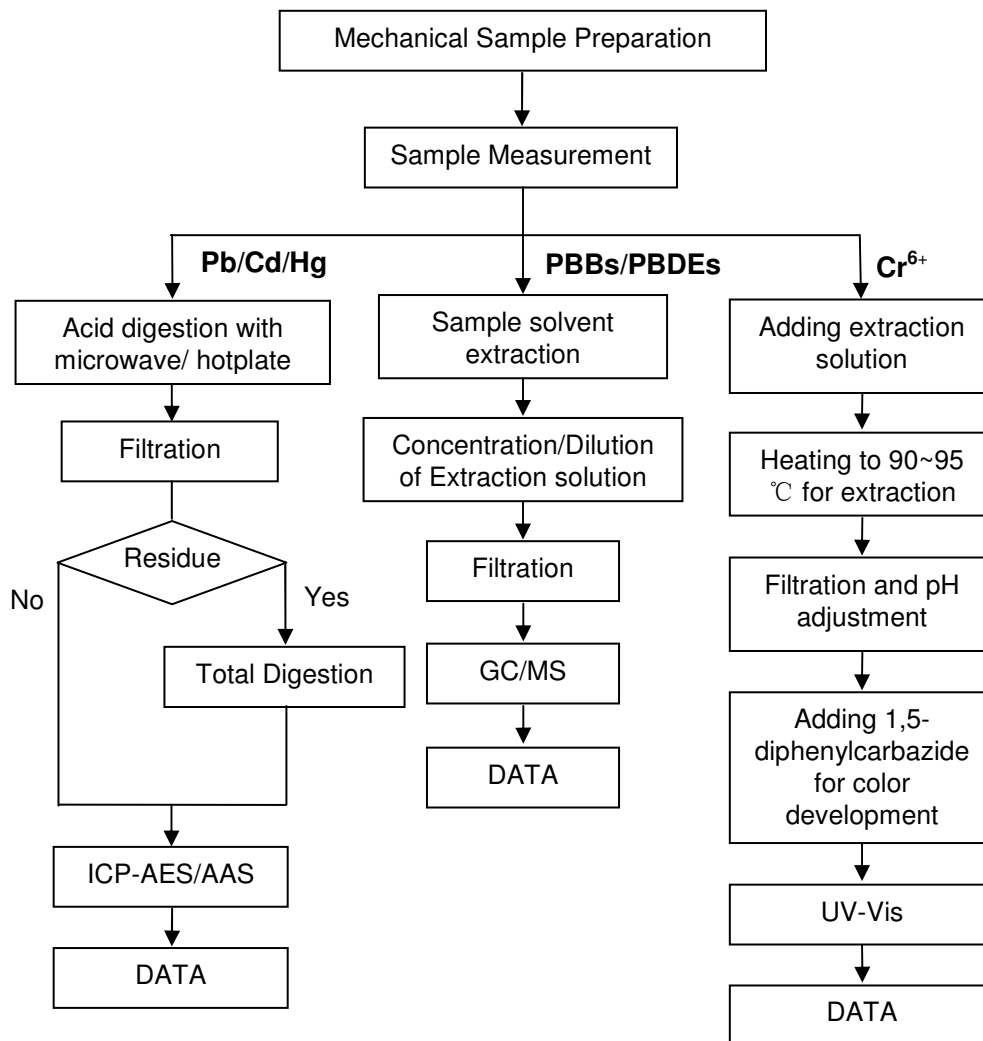 Mechanical Sample Preparation
Sample Measurement
Pb/Cd/Hg
Acid digestion with
microwave/ hotplate
Filtration
Residue
No
Yes
Total Digestion
ICP-AES/AAS
DATA
PBBs/PBDEs
Sample solvent
extraction
Concentration/Dilution
of Extraction solution
Filtration
GC/MS
DATA
Cr⁶⁺
Adding extraction
solution
Heating to 90~95
℃ for extraction
Filtration and pH
adjustment
Adding 1,5-
diphenylcarbazide
for color
development
UV-Vis
DATA